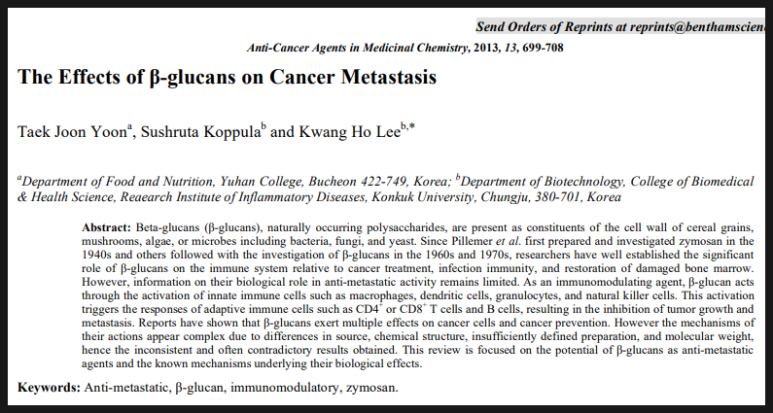 Send Orders of Reprints at reprints@benthamscien
Anti-Cancer Agents in Medicinal Chemistry, 2013, 13, 699-708
The Effects of β-glucans on Cancer Metastasis
Taek Joon Yoonᵃ, Sushruta Koppulaᵇ and Kwang Ho Leeᵇ,*
ᵃDepartment of Food and Nutrition, Yuhan College, Bucheon 422-749, Korea; ᵇDepartment of Biotechnology, College of Biomedical
& Health Science, Reaearch Institute of Inflammatory Diseases, Konkuk University, Chungju, 380-701, Korea
Abstract: Beta-glucans (β-glucans), naturally occurring polysaccharides, are present as constituents of the cell wall of cereal grains,
mushrooms, algae, or microbes including bacteria, fungi, and yeast. Since Pillemer et al. first prepared and investigated zymosan in the
1940s and others followed with the investigation of β-glucans in the 1960s and 1970s, researchers have well established the significant
role of β-glucans on the immune system relative to cancer treatment, infection immunity, and restoration of damaged bone marrow.
However, information on their biological role in anti-metastatic activity remains limited. As an immunomodulating agent, β-glucan acts
through the activation of innate immune cells such as macrophages, dendritic cells, granulocytes, and natural killer cells. This activation
triggers the responses of adaptive immune cells such as CD4⁺ or CD8⁺ T cells and B cells, resulting in the inhibition of tumor growth and
metastasis. Reports have shown that β-glucans exert multiple effects on cancer cells and cancer prevention. However the mechanisms of
their actions appear complex due to differences in source, chemical structure, insufficiently defined preparation, and molecular weight,
hence the inconsistent and often contradictory results obtained. This review is focused on the potential of β-glucans as anti-metastatic
agents and the known mechanisms underlying their biological effects.
Keywords: Anti-metastatic, β-glucan, immunomodulatory, zymosan.